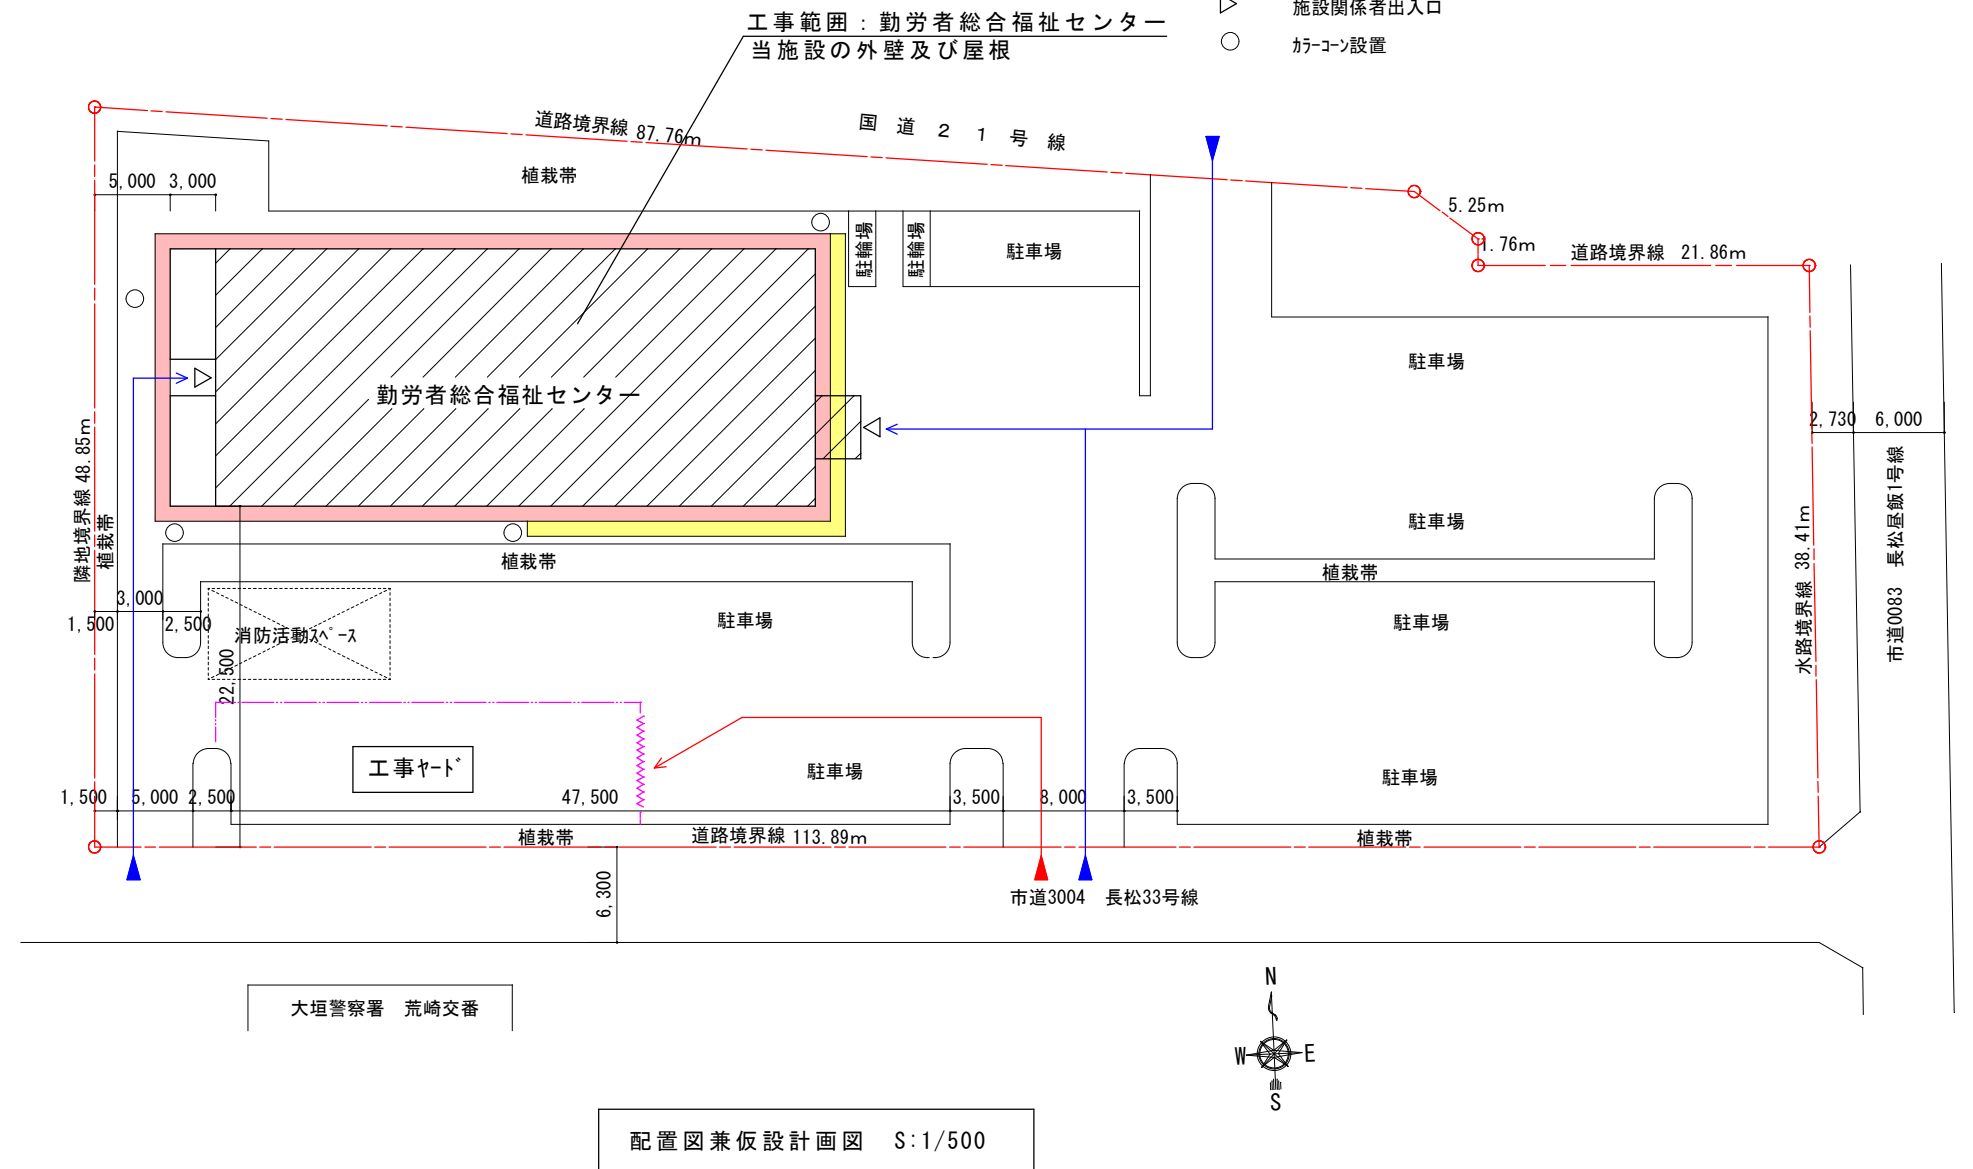 施設関係者出入口
ｶﾗｰｺｰﾝ設置
工事範囲：勤労者総合福祉センター
当施設の外壁及び屋根
道路境界線 87.76m
国道21号線
植栽帯
5,000
3,000
5.25m
1.76m
道路境界線 21.86m
駐輪場
駐輪場
駐車場
駐車場
勤労者総合福祉センター
2,730
6,000
隣地境界線 48.85m
植栽帯
市道0083 長松昼飯1号線
水路境界線 38.41m
駐車場
植栽帯
植栽帯
3,000
1,500
2,500
消防活動ｽﾍﾟｰｽ
駐車場
駐車場
22,500
工事ﾔｰﾄﾞ
駐車場
駐車場
1,500
5,000
2,500
47,500
3,500
8,000
3,500
植栽帯
道路境界線 113.89m
植栽帯
6,300
市道3004 長松33号線
大垣警察署 荒崎交番
N
W
E
S
配置図兼仮設計画図 S:1/500